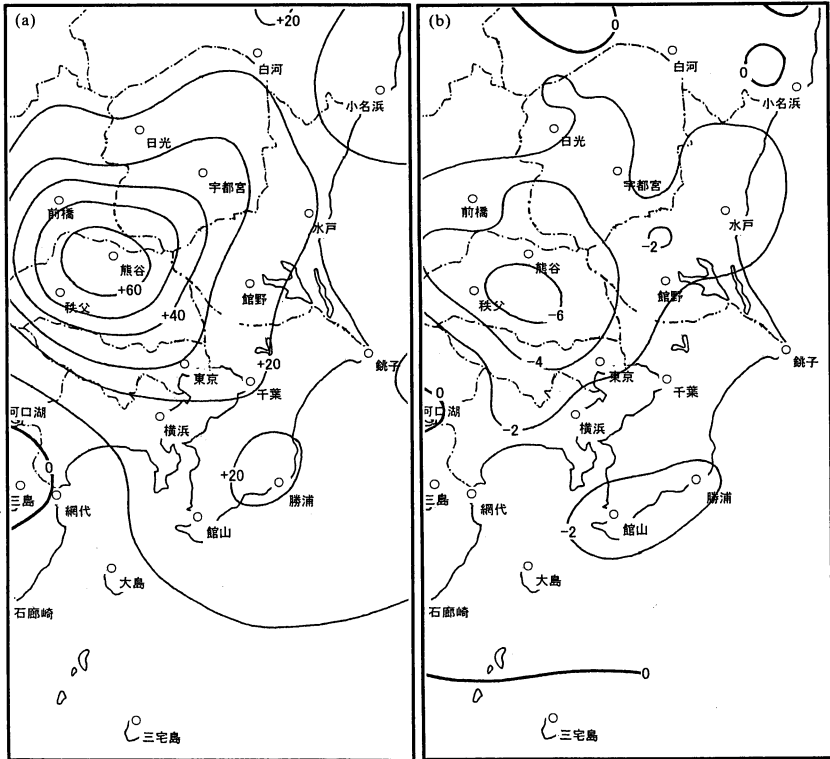 (a)
+20
白河
小名浜
日光
宇都宮
前橋
水戸
熊谷
+60
秩父
館野
+40
+20
銚子
東京
千葉
河口湖
横浜
0
+20
三島
勝浦
網代
館山
大島
石廊崎
三宅島
(b)
0
白河
0
小名浜
日光
宇都宮
前橋
水戸
-2
熊谷
秩父
館野
-6
-4
銚子
東京
千葉
0
河口湖
-2
横浜
三島
勝浦
網代
館山
-2
大島
石廊崎
0
三宅島